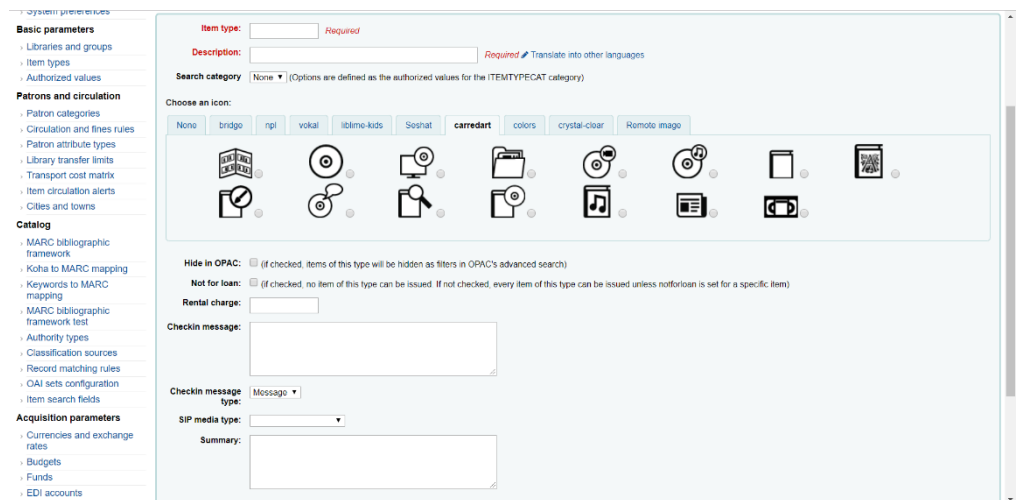 System preferences
Basic parameters
Libraries and groups
Item types
Authorized values
Patrons and circulation
Patron categories
Circulation and fines rules
Patron attribute types
Library transfer limits
Transport cost matrix
Item circulation alerts
Cities and towns
Catalog
MARC bibliographic
framework
Koha to MARC mapping
Keywords to MARC
mapping
MARC bibliographic
framework test
Authority types
Classification sources
Record matching rules
OAI sets configuration
Item search fields
Acquisition parameters
Currencies and exchange
rates
Budgets
Funds
EDI accounts
Item type: Required
Description: Required Translate into other languages
Search category None (Options are defined as the authorized values for the ITEMTYPECAT category)
Choose an icon:
None bridge npl vokal liblime-kids Seshat carredart colors crystal-clear Remote image
Hide in OPAC: (if checked, items of this type will be hidden as filters in OPAC's advanced search)
Not for loan: (if checked, no item of this type can be issued. If not checked, every item of this type can be issued unless notforloan is set for a specific item)
Rental charge:
Checkin message:
Checkin message
type: Message
SIP media type:
Summary: